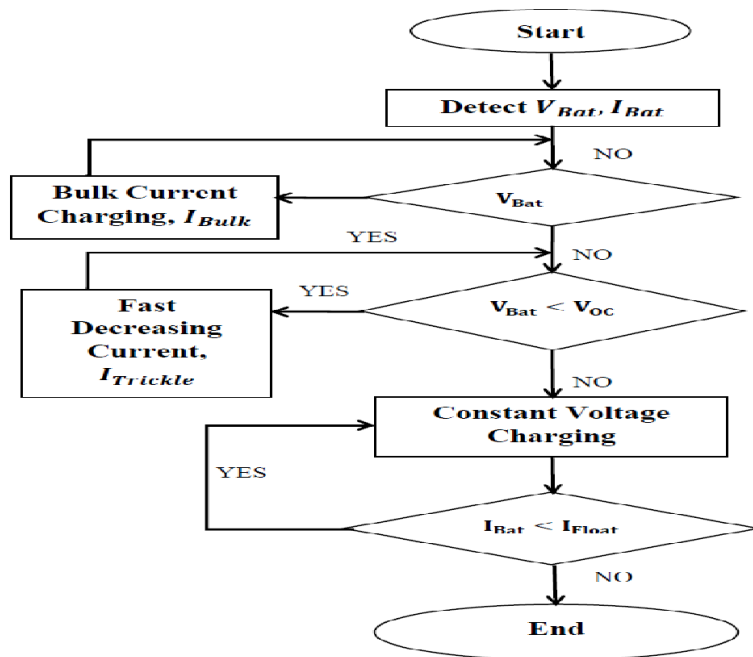 Start
Detect V_Bat, I_Bat
NO
Bulk Current
Charging, I_Bulk
V_Bat
YES
NO
Fast
Decreasing
Current,
I_Trickle
YES
V_Bat < V_OC
NO
Constant Voltage
Charging
YES
I_Bat < I_Float
NO
End